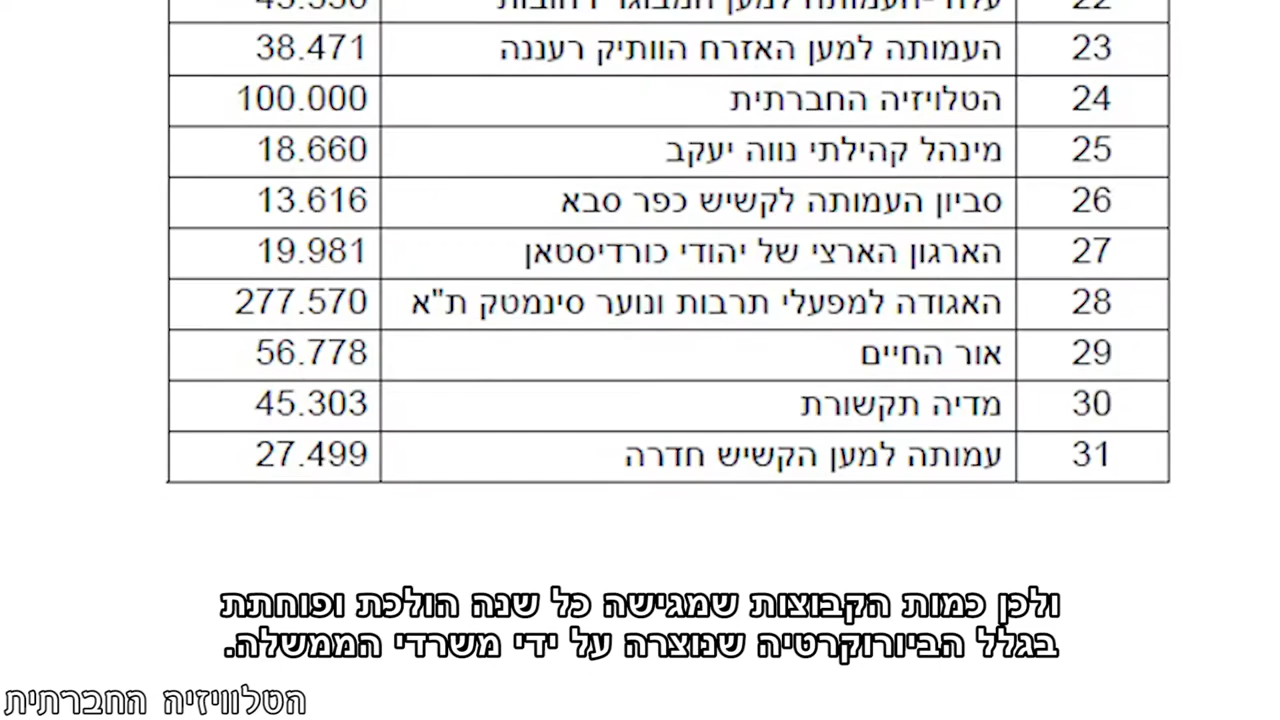 22 למען
23 העמותה למען האזרח הוותיק רעננה 38.471
24 הטלויזיה החברתית 100.000
25 מינהל קהילתי נווה יעקב 18.660
26 סביון העמותה לקשיש כפר סבא 13.616
27 הארגון הארצי של יהודי כורדיסטאן 19.981
28 האגודה למפעלי תרבות ונוער סינמטק ת"א 277.570
29 אור החיים 56.778
30 מדיה תקשורת 45.303
31 עמותה למען הקשיש חדרה 27.499
ולכן כמות הקבוצות שמגישה כל שנה הולכת ופוחתת
בגלל הביורוקרטיה שנוצרה על ידי משרדי הממשלה.
הטלוויזיה החברתית